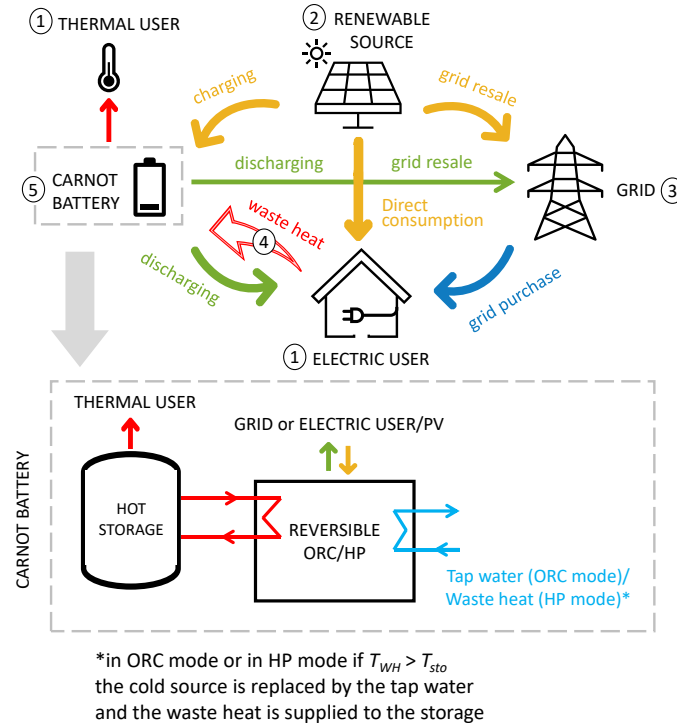 ① THERMAL USER
② RENEWABLE SOURCE
charging
grid resale
⑤ CARNOT BATTERY
discharging
grid resale
GRID ③
Direct consumption
waste heat
④
discharging
grid purchase
① ELECTRIC USER
THERMAL USER
GRID or ELECTRIC USER/PV
CARNOT BATTERY
HOT
STORAGE
REVERSIBLE
ORC/HP
Tap water (ORC mode)/
Waste heat (HP mode)*
*in ORC mode or in HP mode if T_WH > T_sto
the cold source is replaced by the tap water
and the waste heat is supplied to the storage